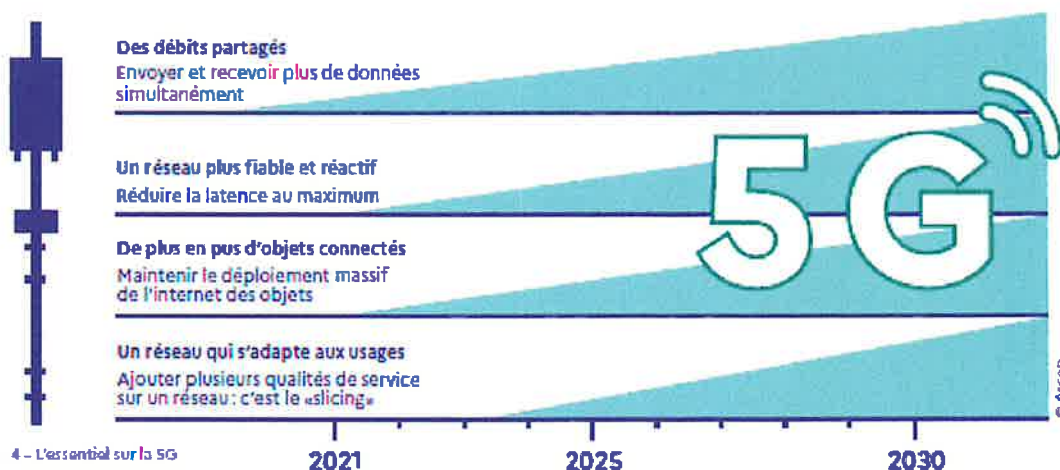 Des débits partagés
Envoyer et recevoir plus de données
simultanément
Un réseau plus fiable et réactif
Réduire la latence au maximum
De plus en pus d'objets connectés
Maintenir le déploiement massif
de l'internet des objets
Un réseau qui s'adapte aux usages
Ajouter plusieurs qualités de service
sur un réseau : c'est le «slicing»
5G
2021
2025
2030
4 – L'essentiel sur la 5G